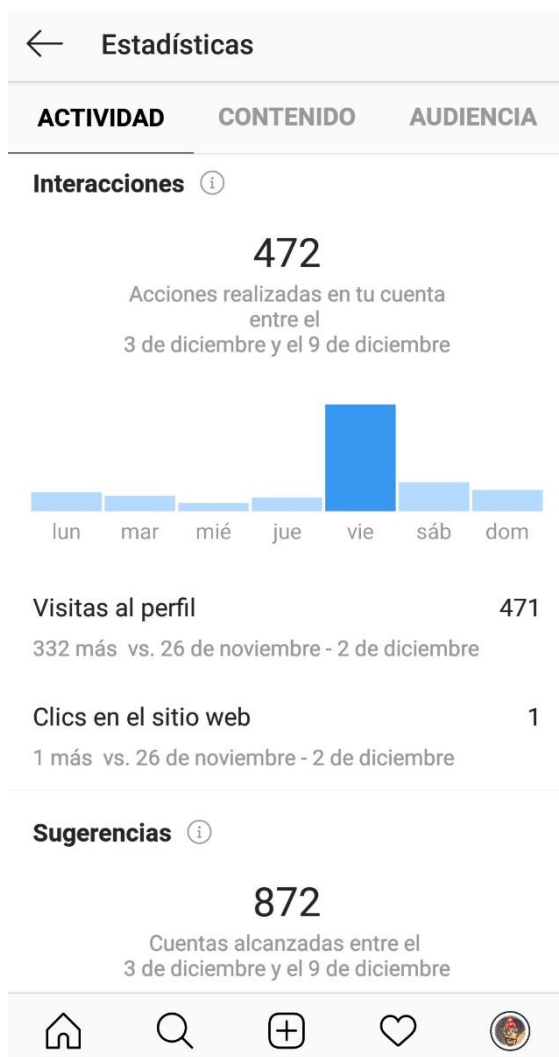 Estadísticas
ACTIVIDAD CONTENIDO AUDIENCIA
Interacciones
472
Acciones realizadas en tu cuenta
entre el
3 de diciembre y el 9 de diciembre
lun mar mié jue vie sáb dom
Visitas al perfil 471
332 más vs. 26 de noviembre - 2 de diciembre
Clics en el sitio web 1
1 más vs. 26 de noviembre - 2 de diciembre
Sugerencias
872
Cuentas alcanzadas entre el
3 de diciembre y el 9 de diciembre